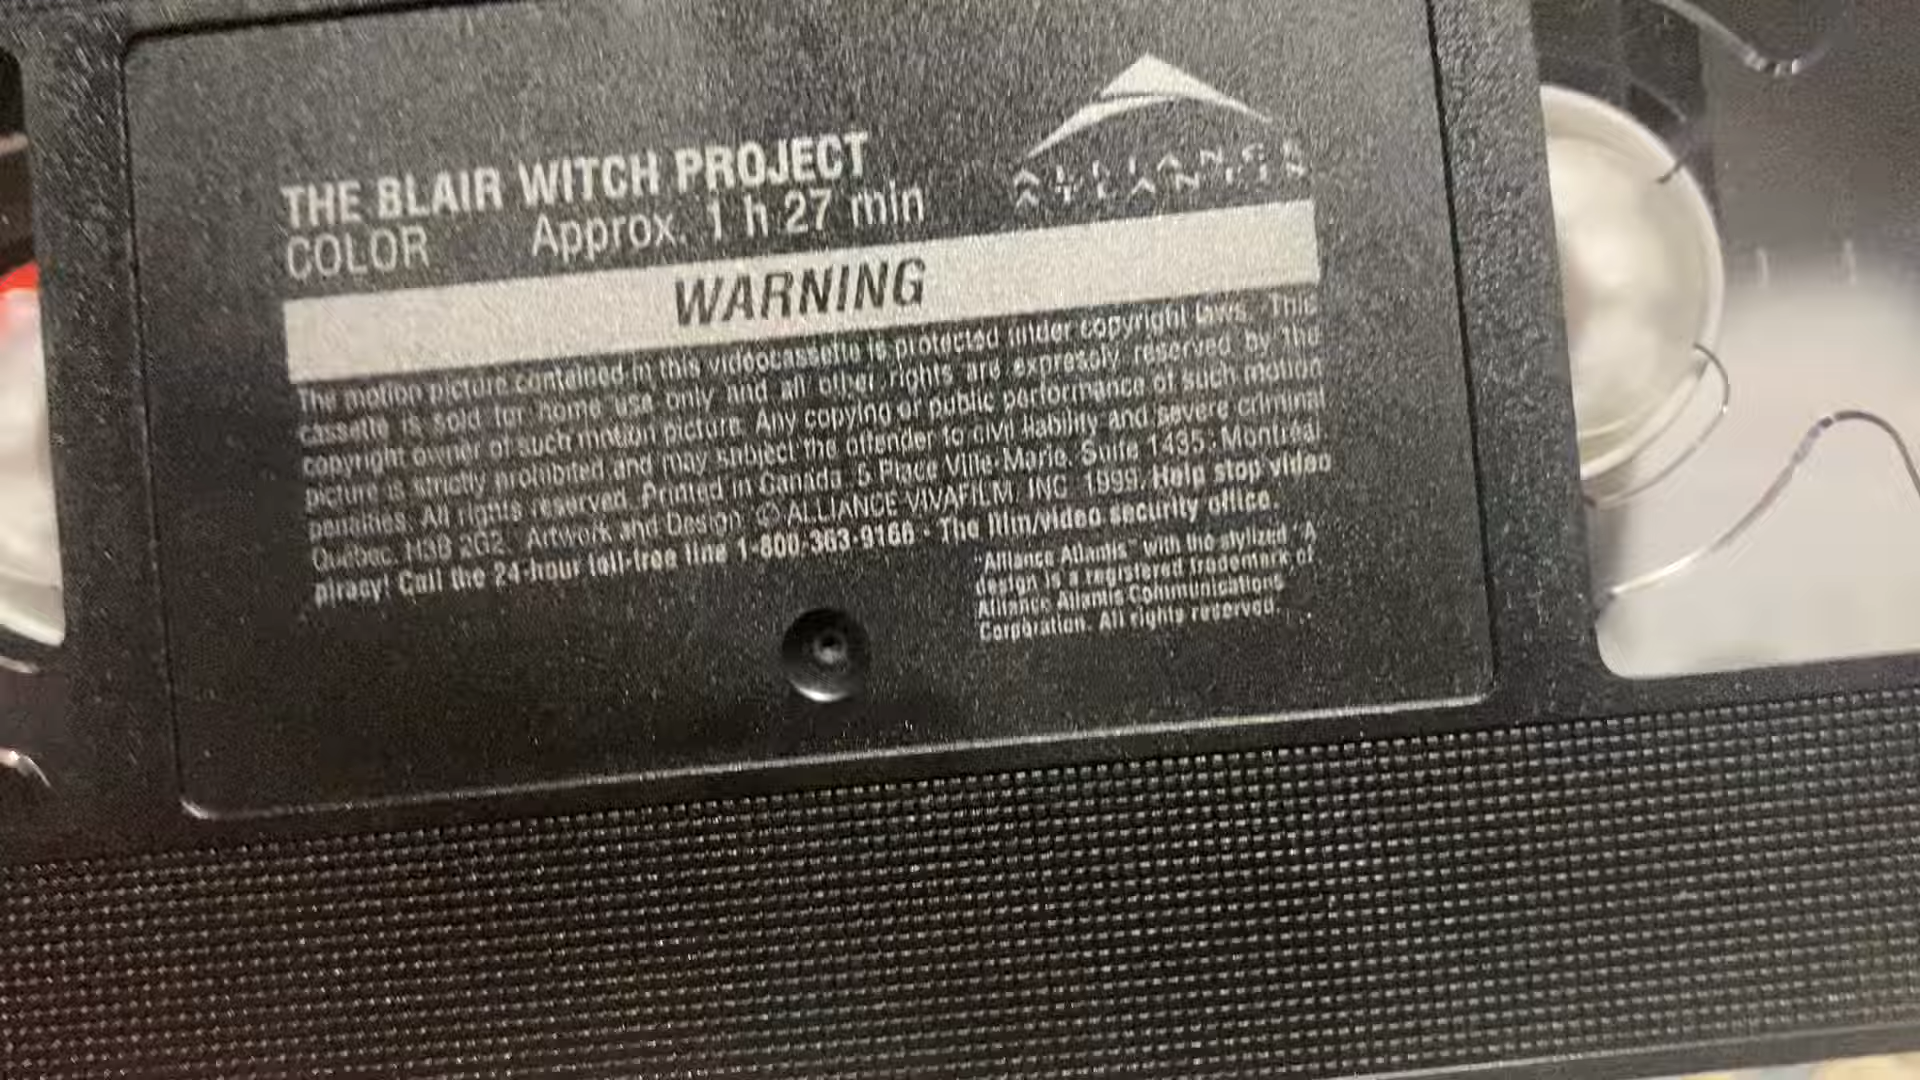 THE BLAIR WITCH PROJECT
COLOR Approx. 1 h 27 min
ALLIANCE
ATLANTIS
WARNING
The motion picture contained in this videocassette is protected under copyright laws. This
cassette is sold for home use only and all other rights are expressly reserved by the
copyright owner of such motion picture. Any copying or public performance of such motion
picture is strictly prohibited and may subject the offender to civil liability and severe criminal
penalties. All rights reserved. Printed in Canada. 5 Place Ville-Marie, Suite 1435, Montréal
Québec, H3B 2G2. Artwork and Design: © ALLIANCE VIVAFILM, INC. 1999. Help stop video
piracy! Call the 24-hour toll-free line 1-800-363-9166 · The film/video security office.
"Alliance Atlantis" with the stylized "A"
design is a registered trademark of
Alliance Atlantis Communications
Corporation. All rights reserved.